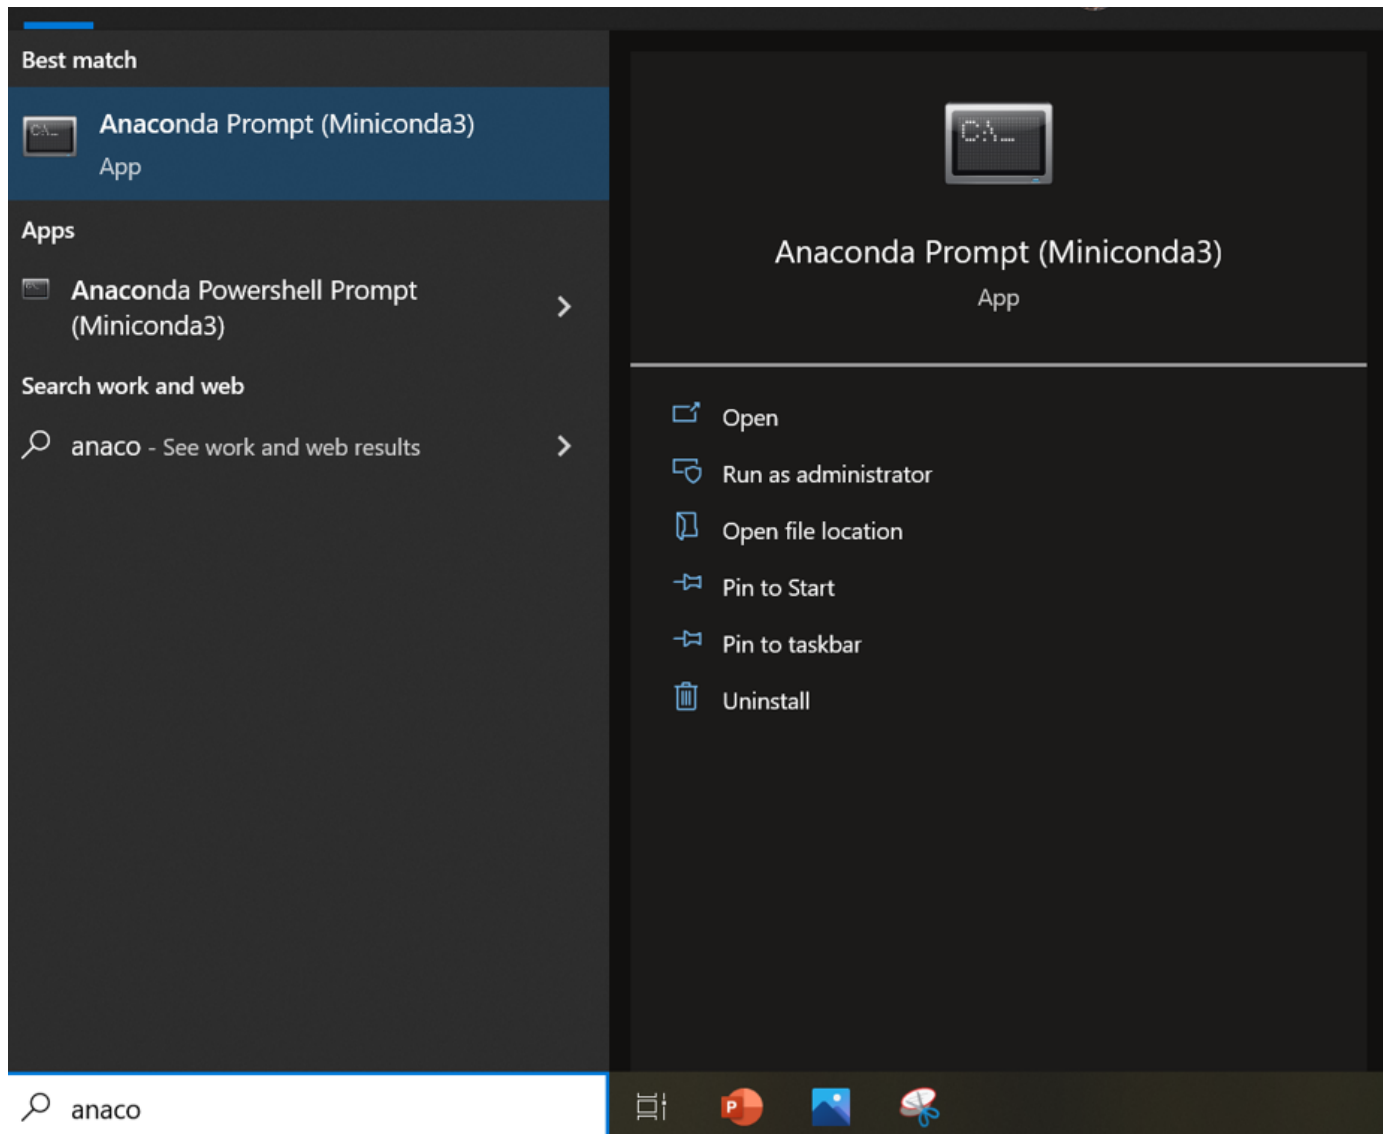 Best match
Anaconda Prompt (Miniconda3)
App
Apps
Anaconda Powershell Prompt
(Miniconda3)
Search work and web
anaco - See work and web results
anaco
C:\_
Anaconda Prompt (Miniconda3)
App
Open
Run as administrator
Open file location
Pin to Start
Pin to taskbar
Uninstall
P